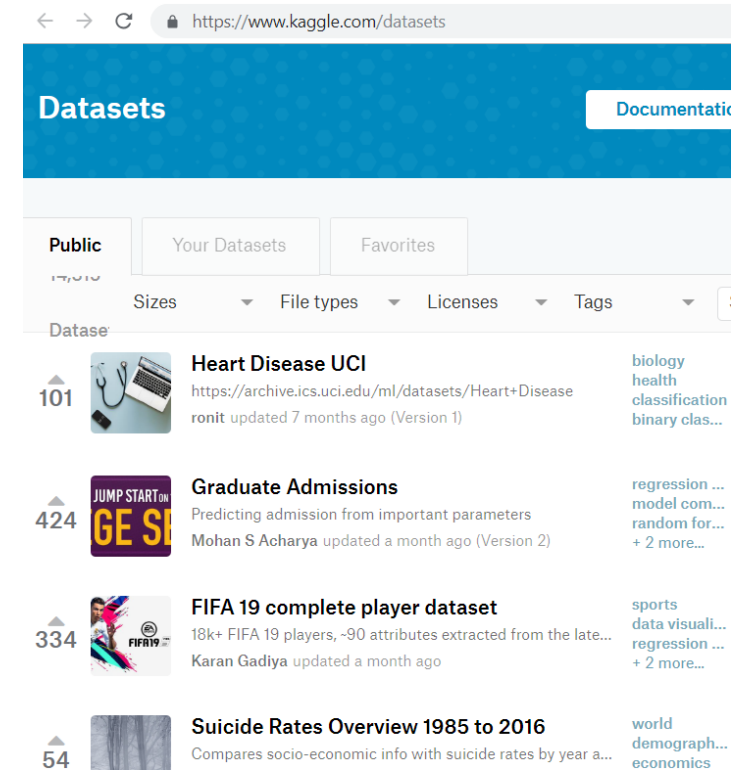 https://www.kaggle.com/datasets
Datasets
Documentatio
Public
Your Datasets
Favorites
Sizes
File types
Licenses
Tags
Datase
101
Heart Disease UCI
https://archive.ics.uci.edu/ml/datasets/Heart+Disease
ronit updated 7 months ago (Version 1)
biology
health
classification
binary clas...
424
JUMP START ON
GE SE
Graduate Admissions
Predicting admission from important parameters
Mohan S Acharya updated a month ago (Version 2)
regression ...
model com...
random for...
+ 2 more...
334
EA
FIFA19
FIFA 19 complete player dataset
18k+ FIFA 19 players, ~90 attributes extracted from the late...
Karan Gadiya updated a month ago
sports
data visuali...
regression ...
+ 2 more...
54
Suicide Rates Overview 1985 to 2016
Compares socio-economic info with suicide rates by year a...
world
demograph...
economics